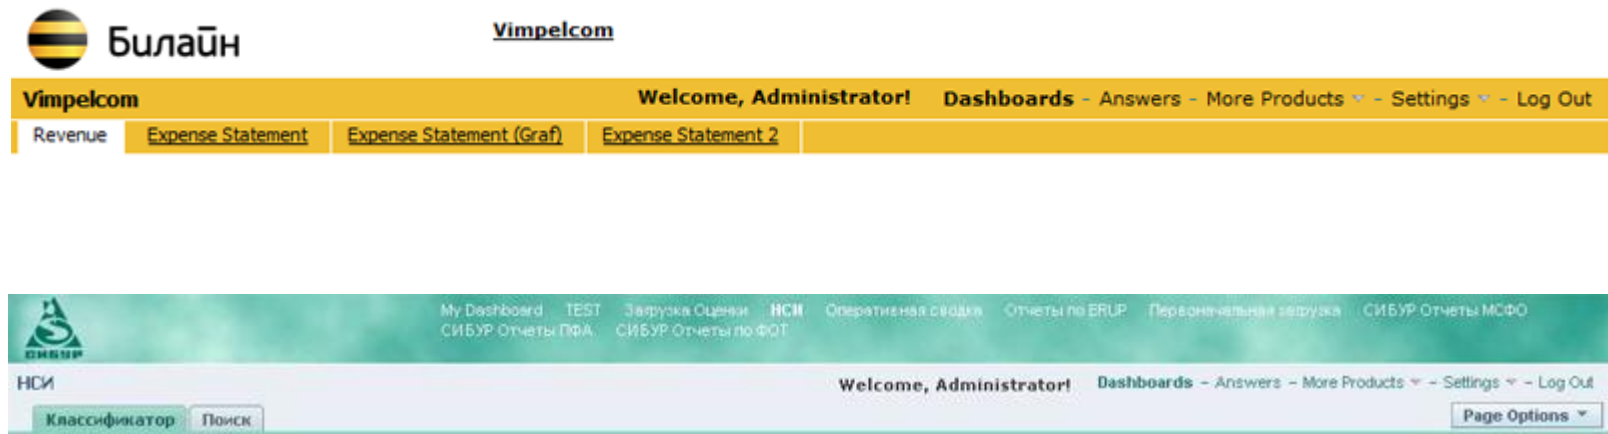 Билайн
Vimpelcom
Vimpelcom Welcome, Administrator! Dashboards - Answers - More Products - Settings - Log Out
Revenue Expense Statement Expense Statement (Graf) Expense Statement 2
My Dashboard TEST Загрузка Оценки НСИ Оперативная сводка Отчеты по ERUP Первоначальная загрузка СИБУР Отчеты МСФО
СИБУР Отчеты ПФА СИБУР Отчеты по ФОТ
СИБУР
НСИ Welcome, Administrator! Dashboards - Answers - More Products - Settings - Log Out
Классификатор Поиск Page Options